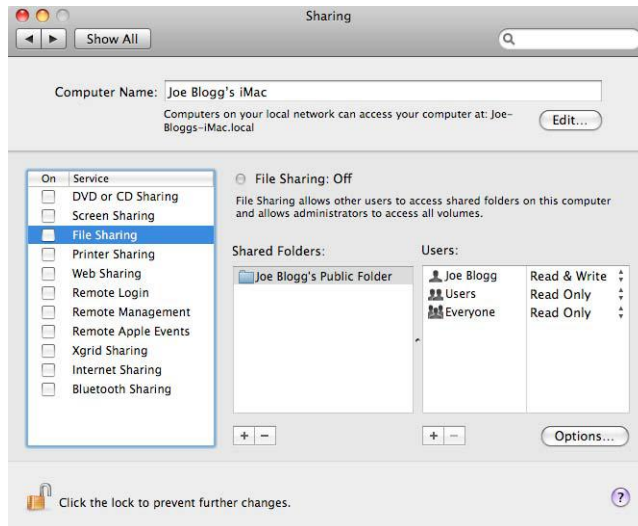 Sharing
Show All
Computer Name: Joe Blogg's iMac
Computers on your local network can access your computer at: Joe-
Bloggs-iMac.local
Edit...
On Service
DVD or CD Sharing
Screen Sharing
File Sharing
Printer Sharing
Web Sharing
Remote Login
Remote Management
Remote Apple Events
Xgrid Sharing
Internet Sharing
Bluetooth Sharing
File Sharing: Off
File Sharing allows other users to access shared folders on this computer
and allows administrators to access all volumes.
Shared Folders:
Joe Blogg's Public Folder
+ −
Users:
Joe Blogg Read & Write
Users Read Only
Everyone Read Only
+ −
Options...
Click the lock to prevent further changes.
?